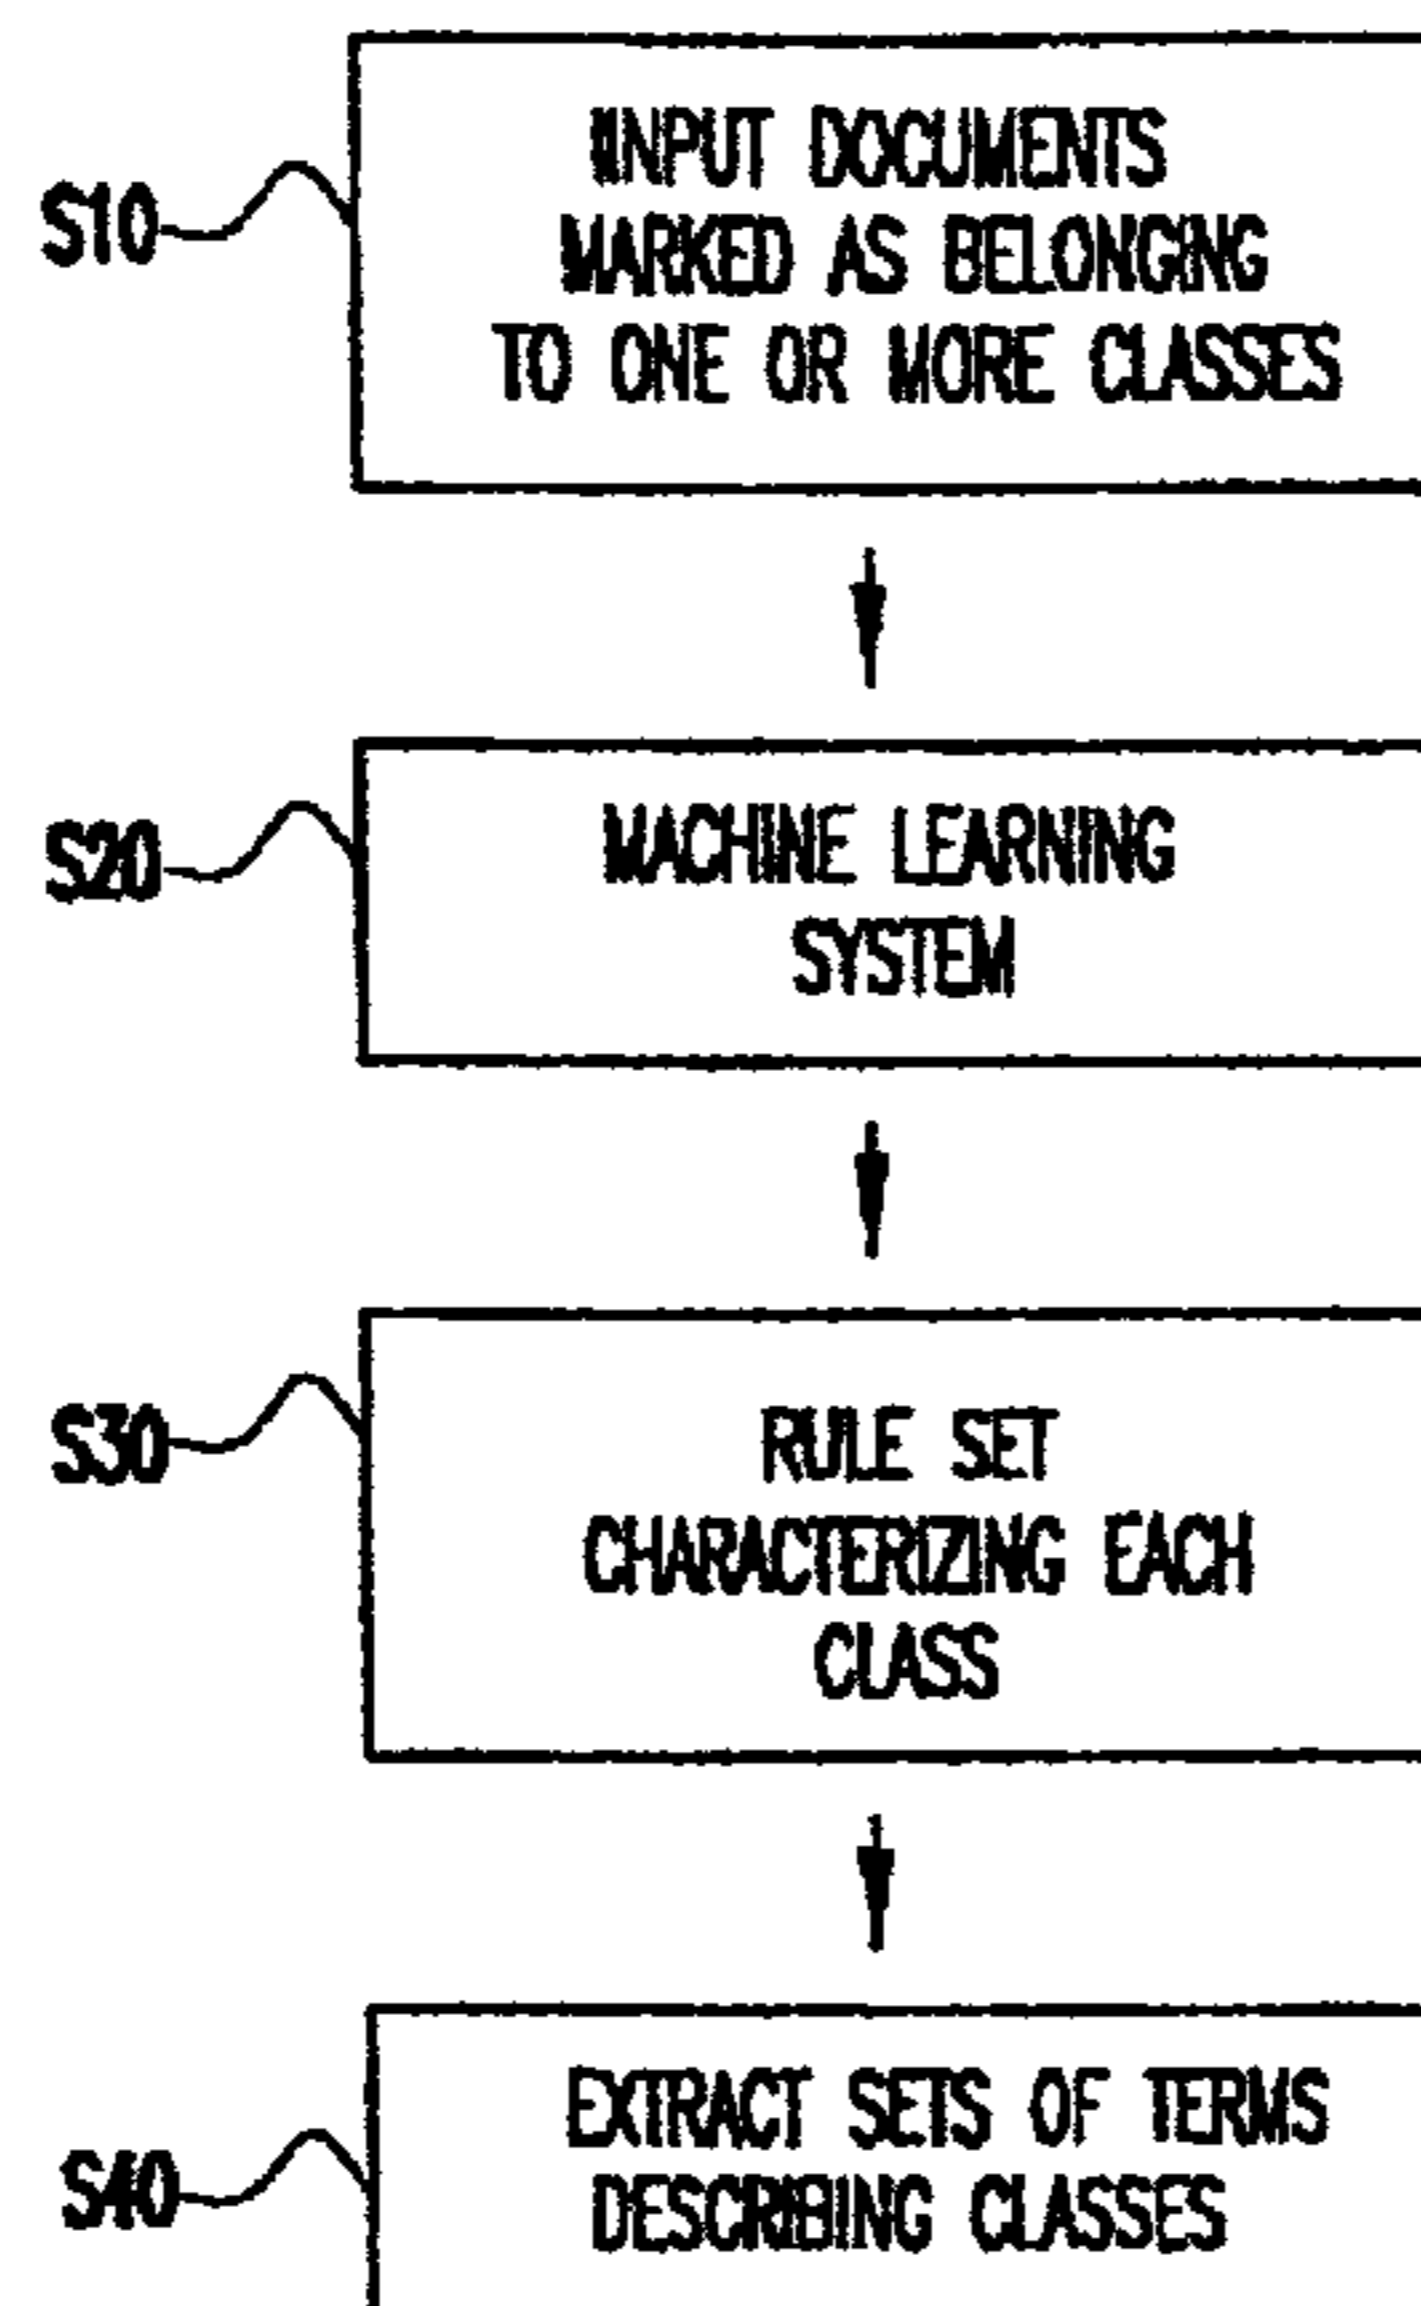 INPUT DOCUMENTS
MARKED AS BELONGING
S10
TO ONE OR MORE CLASSES
MACHINE LEARNING
S20
SYSTEM
RULE SET
S30
CHARACTERIZING EACH
CLASS
EXTRACT SETS OF TERMS
S40
DESCRIBING CLASSES